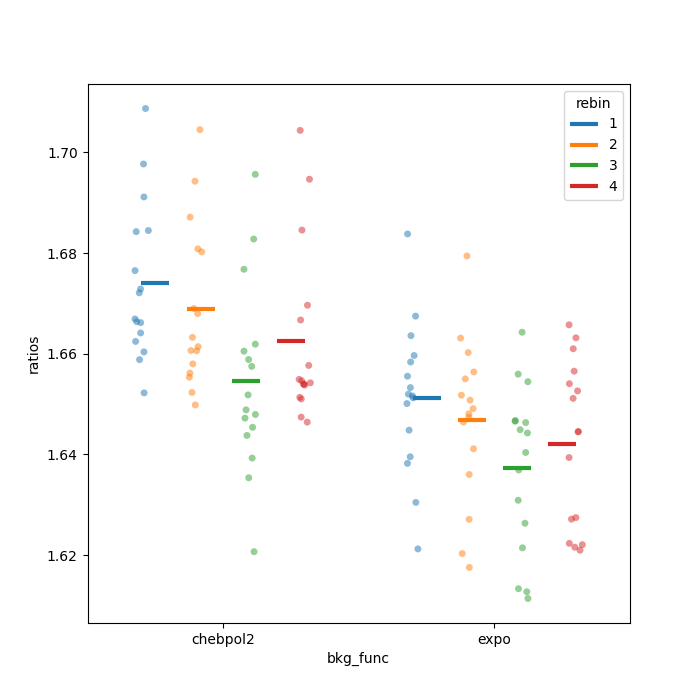 rebin
1
2
3
4
1.70
1.68
1.66
1.64
1.62
ratios
chebpol2
expo
bkg_func